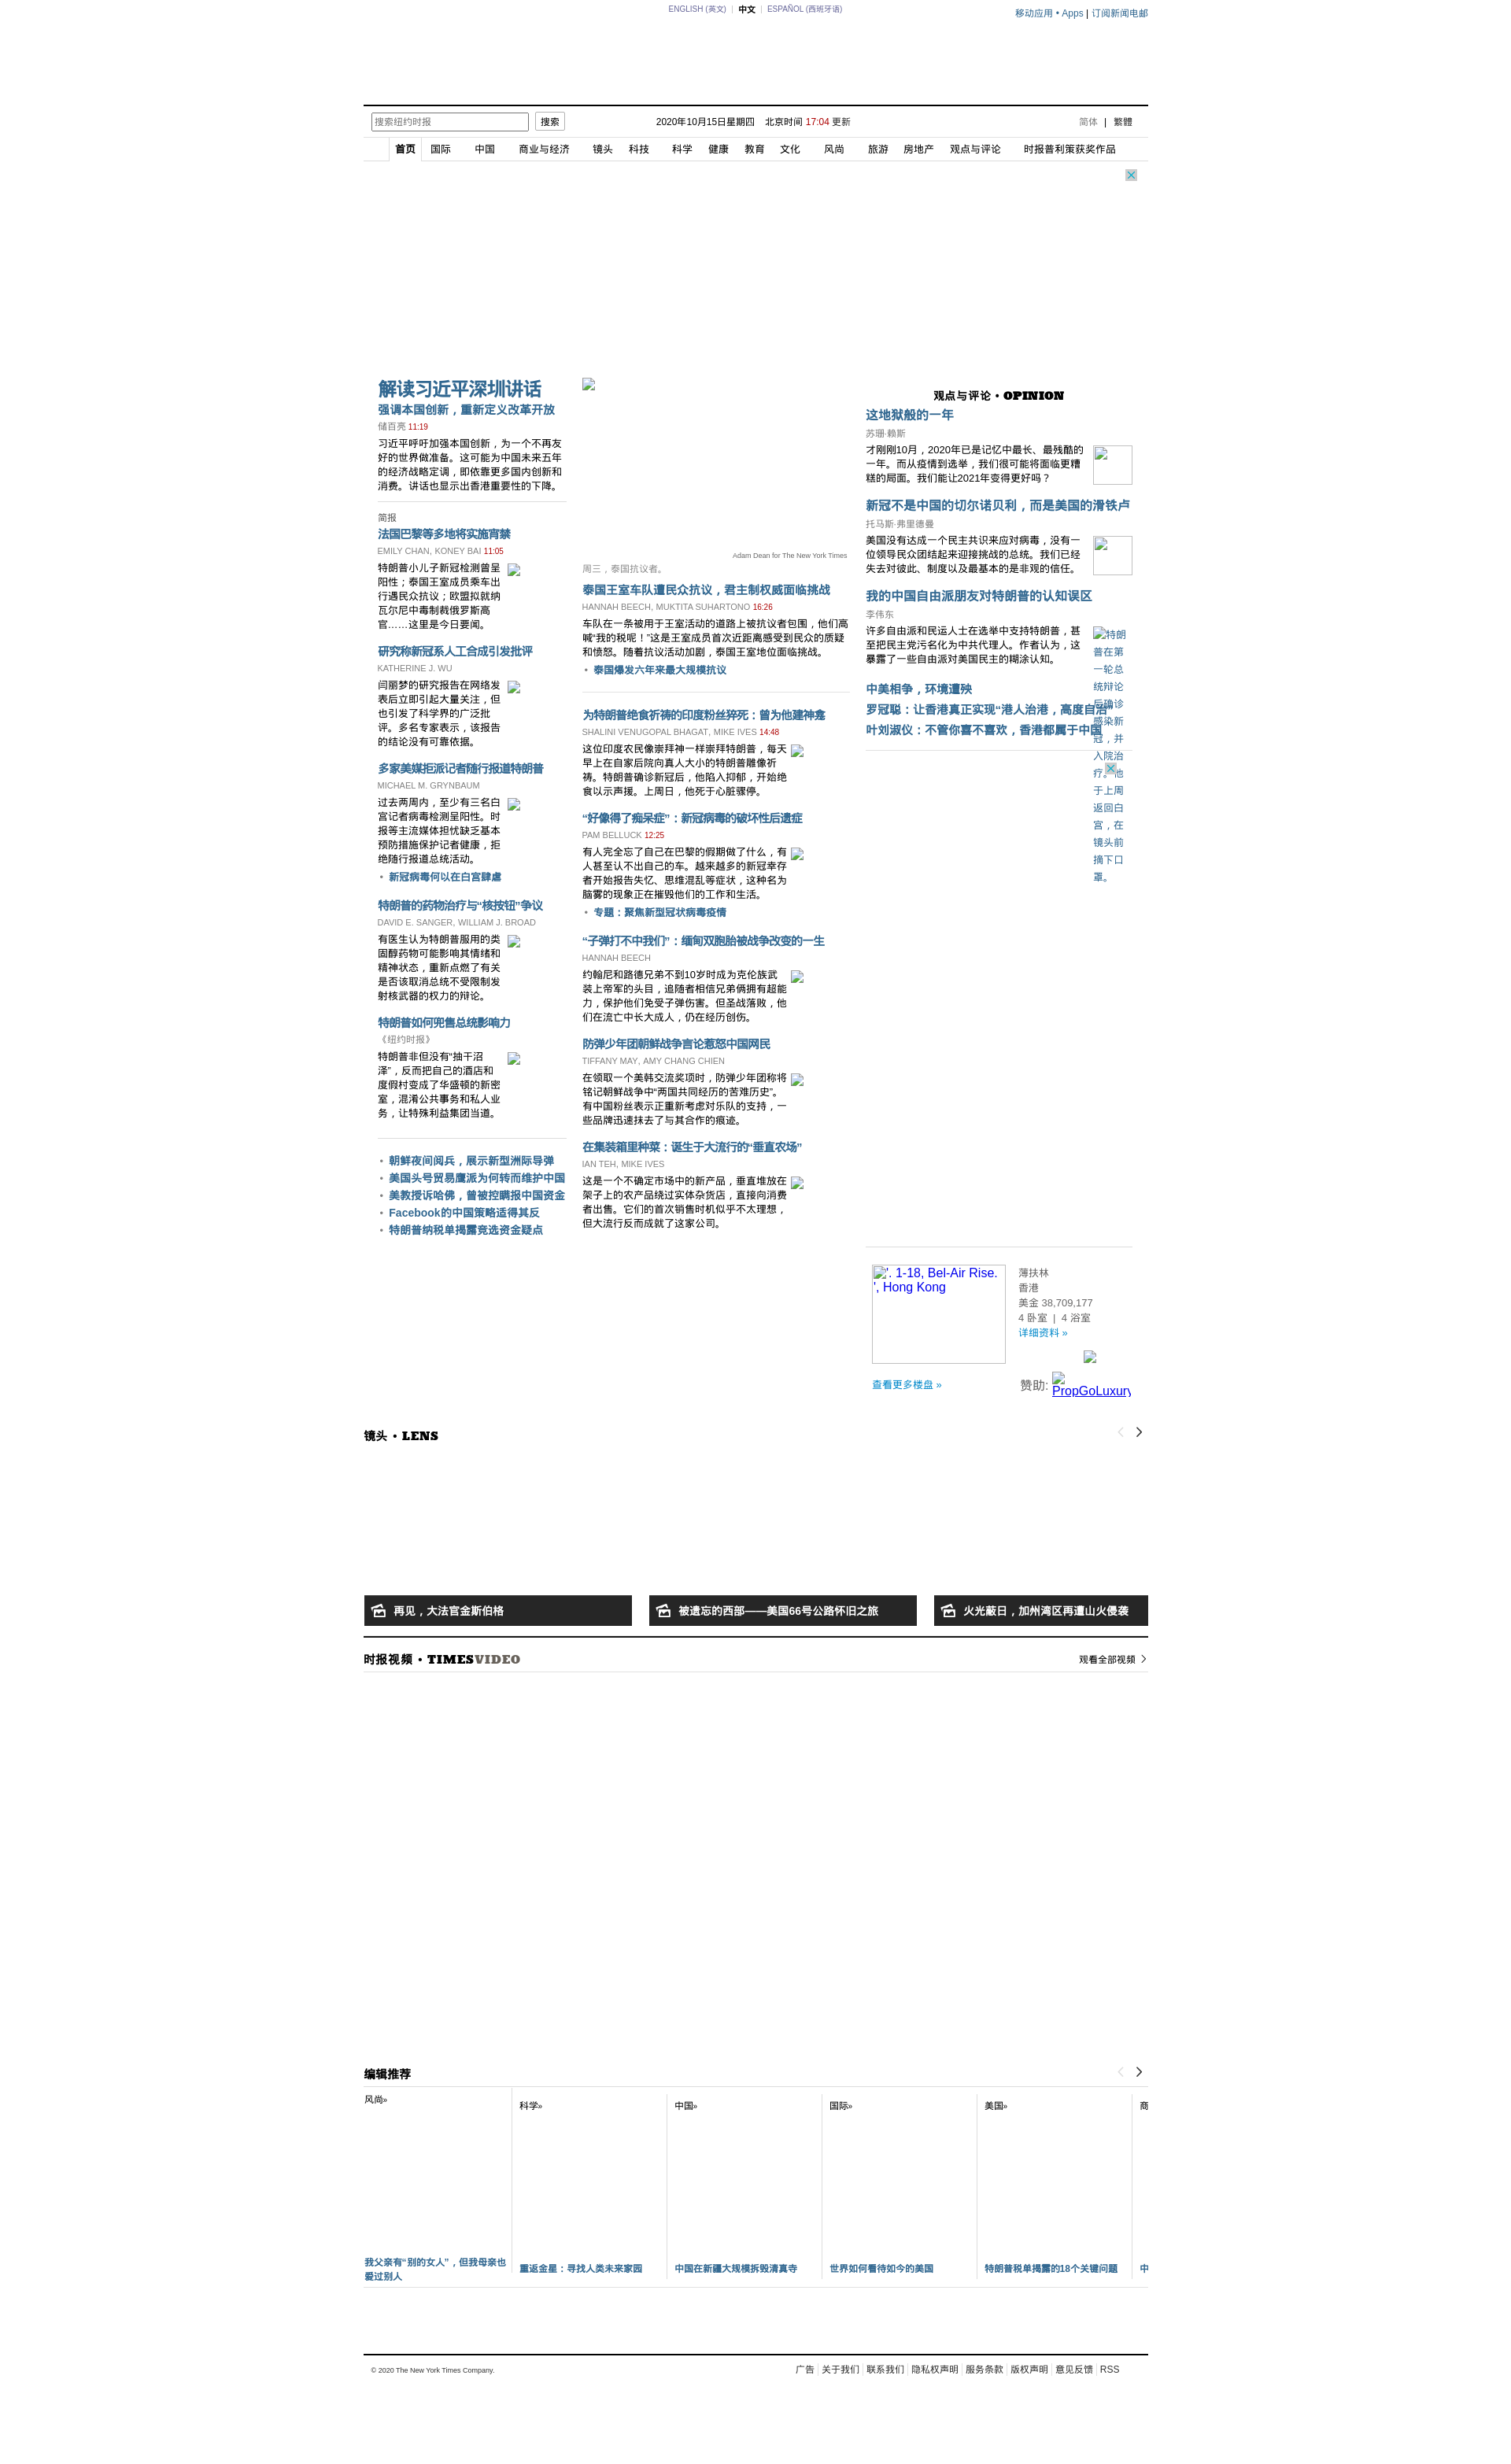 ENGLISH (英文) | 中文 | ESPAÑOL (西班牙语)
移动应用 • Apps | 订阅新闻电邮
搜索纽约时报 搜索
2020年10月15日星期四 北京时间 17:04 更新
简体 | 繁體
首页 国际 中国 商业与经济 镜头 科技 科学 健康 教育 文化 风尚 旅游 房地产 观点与评论 时报普利策获奖作品
解读习近平深圳讲话
强调本国创新，重新定义改革开放
储百亮 11:19
习近平呼吁加强本国创新，为一个不再友
好的世界做准备。这可能为中国未来五年
的经济战略定调，即依靠更多国内创新和
消费。讲话也显示出香港重要性的下降。
简报
法国巴黎等多地将实施宵禁
EMILY CHAN, KONEY BAI 11:05
特朗普小儿子新冠检测曾呈
阳性；泰国王室成员乘车出
行遇民众抗议；欧盟拟就纳
瓦尔尼中毒制裁俄罗斯高
官……这里是今日要闻。
研究称新冠系人工合成引发批评
KATHERINE J. WU
闫丽梦的研究报告在网络发
表后立即引起大量关注，但
也引发了科学界的广泛批
评。多名专家表示，该报告
的结论没有可靠依据。
多家美媒拒派记者随行报道特朗普
MICHAEL M. GRYNBAUM
过去两周内，至少有三名白
宫记者病毒检测呈阳性。时
报等主流媒体担忧缺乏基本
预防措施保护记者健康，拒
绝随行报道总统活动。
• 新冠病毒何以在白宫肆虐
特朗普的药物治疗与“核按钮”争议
DAVID E. SANGER, WILLIAM J. BROAD
有医生认为特朗普服用的类
固醇药物可能影响其情绪和
精神状态，重新点燃了有关
是否该取消总统不受限制发
射核武器的权力的辩论。
特朗普如何兜售总统影响力
《纽约时报》
特朗普非但没有“抽干沼
泽”，反而把自己的酒店和
度假村变成了华盛顿的新密
室，混淆公共事务和私人业
务，让特殊利益集团当道。
• 朝鲜夜间阅兵，展示新型洲际导弹
• 美国头号贸易鹰派为何转而维护中国
• 美教授诉哈佛，曾被控瞒报中国资金
• Facebook的中国策略适得其反
• 特朗普纳税单揭露竞选资金疑点
Adam Dean for The New York Times
周三，泰国抗议者。
泰国王室车队遭民众抗议，君主制权威面临挑战
HANNAH BEECH, MUKTITA SUHARTONO 16:26
车队在一条被用于王室活动的道路上被抗议者包围，他们高
喊“我的税呢！”这是王室成员首次近距离感受到民众的质疑
和愤怒。随着抗议活动加剧，泰国王室地位面临挑战。
• 泰国爆发六年来最大规模抗议
为特朗普绝食祈祷的印度粉丝猝死：曾为他建神龛
SHALINI VENUGOPAL BHAGAT, MIKE IVES 14:48
这位印度农民像崇拜神一样崇拜特朗普，每天
早上在自家后院向真人大小的特朗普雕像祈
祷。特朗普确诊新冠后，他陷入抑郁，开始绝
食以示声援。上周日，他死于心脏骤停。
“好像得了痴呆症”：新冠病毒的破坏性后遗症
PAM BELLUCK 12:25
有人完全忘了自己在巴黎的假期做了什么，有
人甚至认不出自己的车。越来越多的新冠幸存
者开始报告失忆、思维混乱等症状，这种名为
脑雾的现象正在摧毁他们的工作和生活。
• 专题：聚焦新型冠状病毒疫情
“子弹打不中我们”：缅甸双胞胎被战争改变的一生
HANNAH BEECH
约翰尼和路德兄弟不到10岁时成为克伦族武
装上帝军的头目，追随者相信兄弟俩拥有超能
力，保护他们免受子弹伤害。但圣战落败，他
们在流亡中长大成人，仍在经历创伤。
防弹少年团朝鲜战争言论惹怒中国网民
TIFFANY MAY, AMY CHANG CHIEN
在领取一个美韩交流奖项时，防弹少年团称将
铭记朝鲜战争中“两国共同经历的苦难历史”。
有中国粉丝表示正重新考虑对乐队的支持，一
些品牌迅速抹去了与其合作的痕迹。
在集装箱里种菜：诞生于大流行的“垂直农场”
IAN TEH, MIKE IVES
这是一个不确定市场中的新产品，垂直堆放在
架子上的农产品绕过实体杂货店，直接向消费
者出售。它们的首次销售时机似乎不太理想，
但大流行反而成就了这家公司。
观点与评论 • OPINION
这地狱般的一年
苏珊·赖斯
才刚刚10月，2020年已是记忆中最长、最残酷的
一年。而从疫情到选举，我们很可能将面临更糟
糕的局面。我们能让2021年变得更好吗？
新冠不是中国的切尔诺贝利，而是美国的滑铁卢
托马斯·弗里德曼
美国没有达成一个民主共识来应对病毒，没有一
位领导民众团结起来迎接挑战的总统。我们已经
失去对彼此、制度以及最基本的是非观的信任。
我的中国自由派朋友对特朗普的认知误区
李伟东
许多自由派和民运人士在选举中支持特朗普，甚
至把民主党污名化为中共代理人。作者认为，这
暴露了一些自由派对美国民主的糊涂认知。
特朗
普在第
一轮总
统辩论
后确诊
感染新
冠，并
入院治
疗。他
于上周
返回白
宫，在
镜头前
摘下口
罩。
中美相争，环境遭殃
罗冠聪：让香港真正实现“港人治港，高度自治”
叶刘淑仪：不管你喜不喜欢，香港都属于中国
'. 1-18, Bel-Air Rise.
', Hong Kong
薄扶林
香港
美金 38,709,177
4 卧室 | 4 浴室
详细资料 »
查看更多楼盘 »
赞助: PropGoLuxury
镜头 • LENS
再见，大法官金斯伯格
被遗忘的西部——美国66号公路怀旧之旅
火光蔽日，加州湾区再遭山火侵袭
时报视频 • TIMESVIDEO
观看全部视频
编辑推荐
风尚»
科学»
中国»
国际»
美国»
商
我父亲有“别的女人”，但我母亲也
爱过别人
重返金星：寻找人类未来家园
中国在新疆大规模拆毁清真寺
世界如何看待如今的美国
特朗普税单揭露的18个关键问题
中
© 2020 The New York Times Company.
广告 关于我们 联系我们 隐私权声明 服务条款 版权声明 意见反馈 RSS